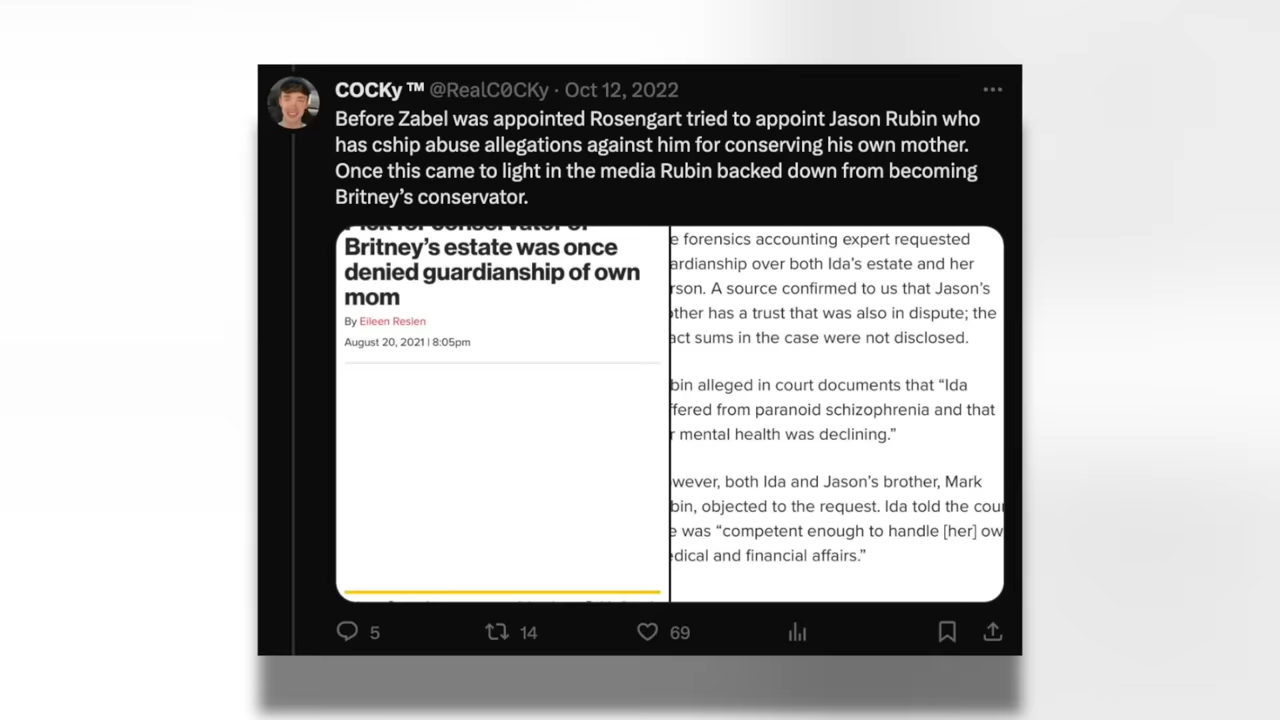 COCKy ™ @RealC0CKy · Oct 12, 2022
Before Zabel was appointed Rosengart tried to appoint Jason Rubin who
has cship abuse allegations against him for conserving his own mother.
Once this came to light in the media Rubin backed down from becoming
Britney’s conservator.
Pick for conservator of
Britney’s estate was once
denied guardianship of own
mom
By Eileen Reslen
August 20, 2021 | 8:05pm
e forensics accounting expert requested
ardianship over both Ida’s estate and her
rson. A source confirmed to us that Jason’s
other has a trust that was also in dispute; the
act sums in the case were not disclosed.
bin alleged in court documents that “Ida
ffered from paranoid schizophrenia and that
r mental health was declining.”
wever, both Ida and Jason’s brother, Mark
bin, objected to the request. Ida told the cour
e was “competent enough to handle [her] ow
edical and financial affairs.”
5 14 69